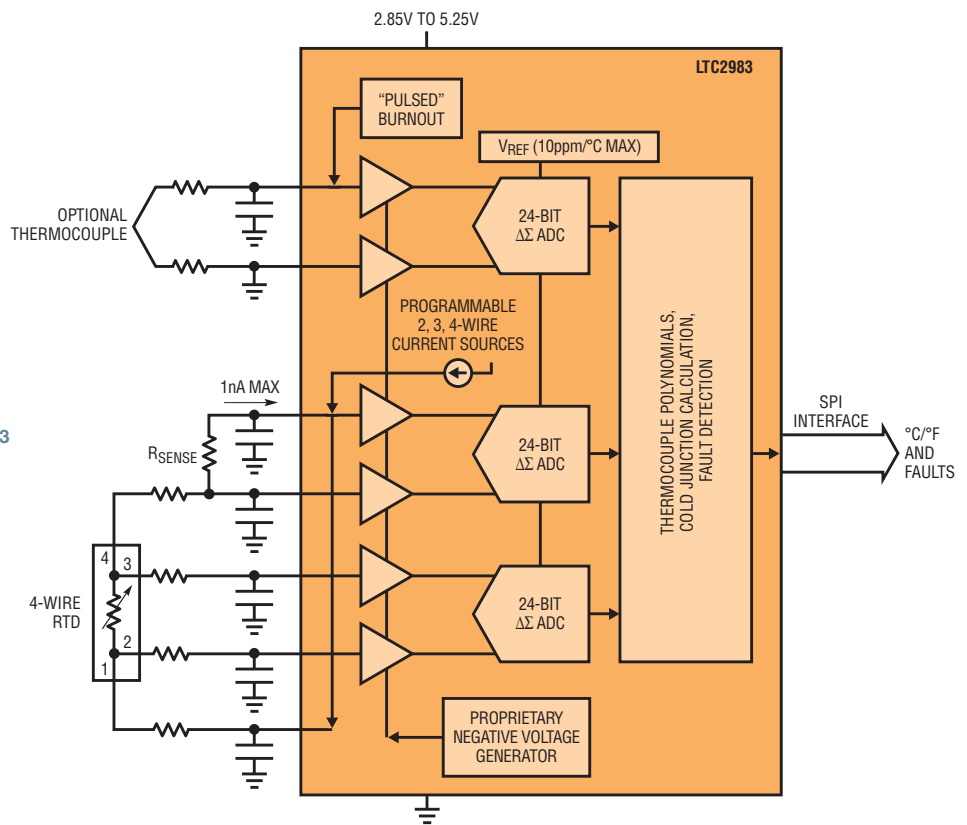 2.85V TO 5.25V
LTC2983
“PULSED”
BURNOUT
VREF (10ppm/°C MAX)
OPTIONAL
THERMOCOUPLE
24-BIT
ΔΣ ADC
PROGRAMMABLE
2, 3, 4-WIRE
CURRENT SOURCES
1nA MAX
RSENSE
24-BIT
ΔΣ ADC
THERMOCOUPLE POLYNOMIALS,
COLD JUNCTION CALCULATION,
FAULT DETECTION
SPI
INTERFACE
°C/°F
AND
FAULTS
3
4
3
2
1
4-WIRE
RTD
24-BIT
ΔΣ ADC
PROPRIETARY
NEGATIVE VOLTAGE
GENERATOR